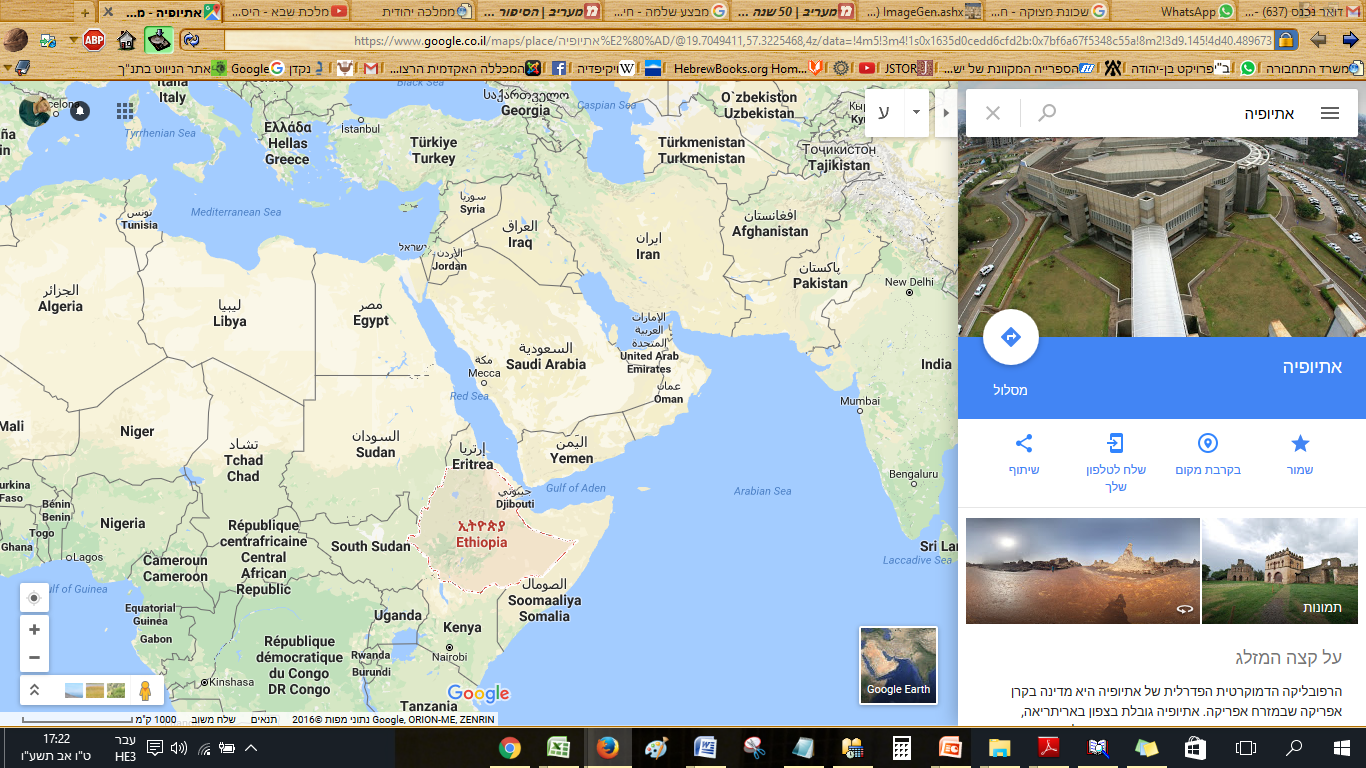 דואר נכנס (637) -...
WhatsApp
שכונת מצוקה - ח...
ImageGen.ashx (...
מעריב | 50 שנה ...
מבצע שלמה - חי...
מעריב | הסיפור ...
ממלכה יהודית
מלכת שבא - היס...
אתיופיה - מ...
https://www.google.co.il/maps/place/אתיופיה%E2%80%AD/@19.7049411,57.3225468,4z/data=!4m5!3m4!1s0x1635d0cedd6cfd2b:0x7bf6a67f5348c55a!8m2!3d9.145!4d40.489673
ABP
משרד התחבורה
ב"יפרויקט בן-יהודה
הספרייה המקוונת של יש...
JSTOR
HebrewBooks.org Hom...
ויקיפדיה
המכללה האקדמית הרצו...
Google
נקדן
אתר הניווט בתנ"ך
אתיופיה
ע
אתיופיה
מסלול
שמור
בקרבת מקום
שלח לטלפון
שלך
שיתוף
תמונות
על קצה המזלג
הרפובליקה הדמוקרטית הפדרלית של אתיופיה היא מדינה בקרן
אפריקה שבמזרח אפריקה. אתיופיה גובלת בצפון באריתריאה,
Italy
Tyrrhenian Sea
Ελλάδα
Hellas
Greece
Istanbul
Black Sea
საქართველო
Georgia
Caspian Sea
Oʻzbekiston
Uzbekistan
Türkiye
Turkey
Türkmenistan
Turkmenistan
Тоҷикистон
Tajikistan
تونس
Tunisia
Mediterranean Sea
سوريا
Syria
العراق
Iraq
ایران
Iran
افغانستان
Afghanistan
ישראל
الأردن
Jordan
پاکستان
Pakistan
New Delhi
الجزائر
Algeria
ليبيا
Libya
مصر
Egypt
السعودية
Saudi Arabia
الإمارات
العربية
المتحدة
United Arab
Emirates
مكة
Mecca
عمان
Oman
India
Mumbai
Red Sea
Mali
Niger
تشاد
Tchad
Chad
السودان
Sudan
إرتريا
Eritrea
اليَمَن
Yemen
جيبوتي
Djibouti
Gulf of Aden
Arabian Sea
Bengaluru
Laccadive Sea
Sri Lan
Burkina
Faso
Bénin
Benin
Togo
Ghana
Nigeria
Lagos
République
centrafricaine
Central
African
Republic
South Sudan
ኢትዮጵያ
Ethiopia
Cameroun
Cameroon
الصومال
Soomaaliya
Somalia
Gulf of Guinea
Equatorial
Guinea
Gabon
Uganda
Kenya
Nairobi
République
démocratique
du Congo
DR Congo
Rwanda
Burundi
Kinshasa
Tanzania
Google
Google Earth
נתוני מפות ©2016 Google, ORION-ME, ZENRIN
תנאים
שלח משוב
1000 ק"מ
עבר
HE3
17:22
ט"ו אב תשע"ו